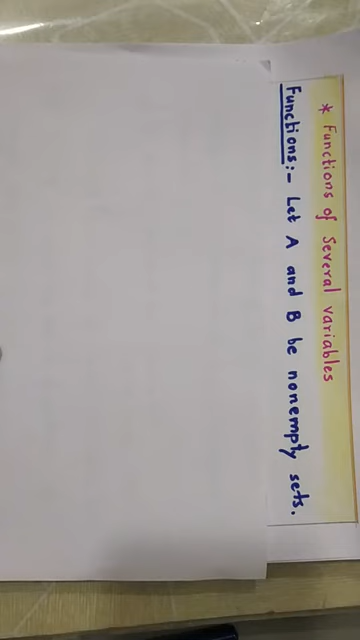 * Functions of Several variables
Functions:- Let A and B be nonempty sets.